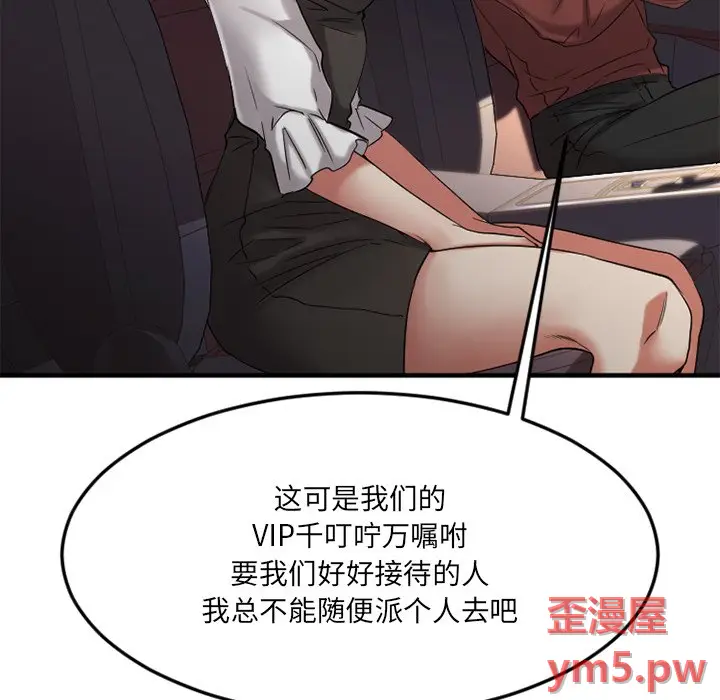 这可是我们的
VIP千叮咛万嘱咐
要我们好好接待的人
我总不能随便派个人去吧
歪漫屋
ym5.pw